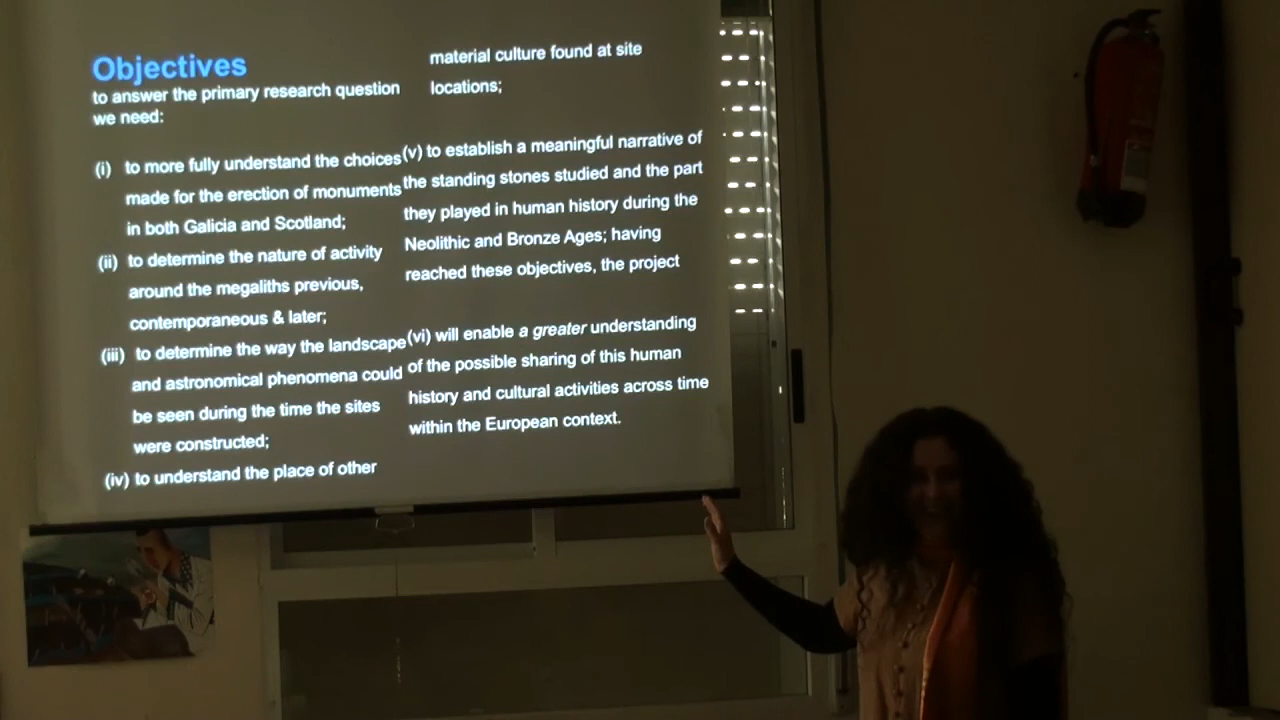 Objectives
to answer the primary research question
we need:
(i) to more fully understand the choices
made for the erection of monuments
in both Galicia and Scotland;
(ii) to determine the nature of activity
around the megaliths previous,
contemporaneous & later;
(iii) to determine the way the landscape
and astronomical phenomena could
be seen during the time the sites
were constructed;
(iv) to understand the place of other
material culture found at site
locations;
(v) to establish a meaningful narrative of
the standing stones studied and the part
they played in human history during the
Neolithic and Bronze Ages; having
reached these objectives, the project
(vi) will enable a greater understanding
of the possible sharing of this human
history and cultural activities across time
within the European context.